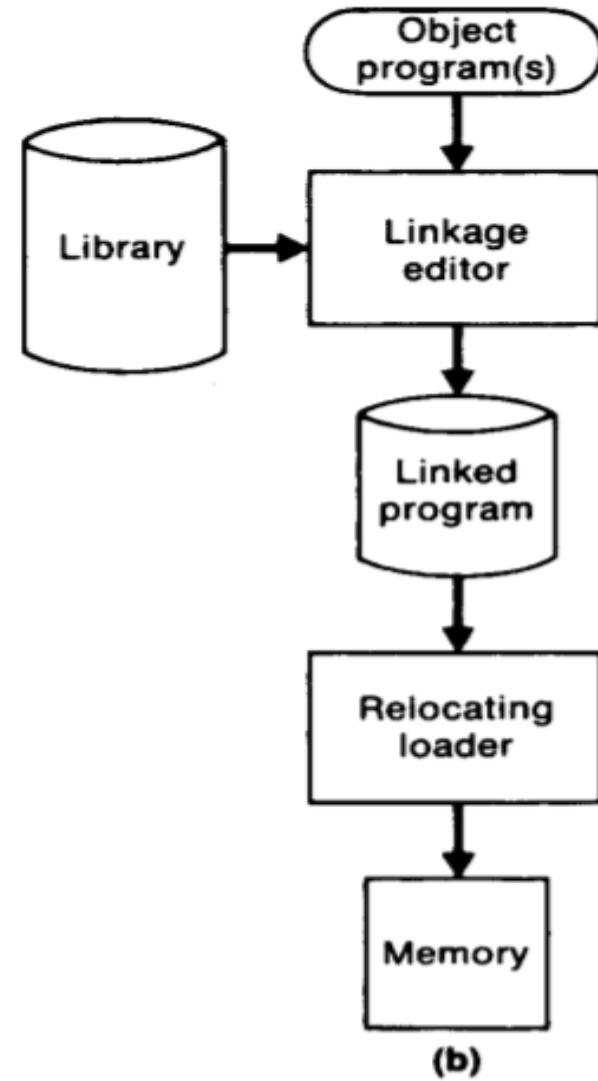 Object
program(s)
Library
Linkage
editor
Linked
program
Relocating
loader
Memory
(b)